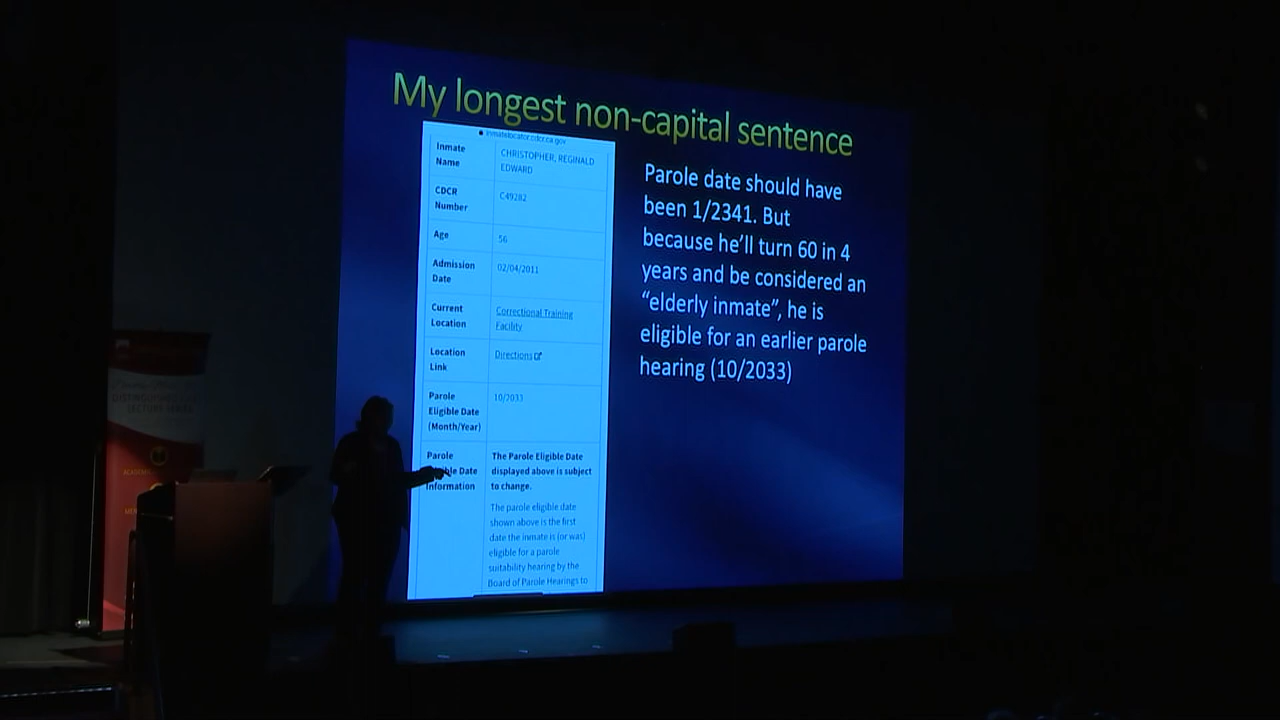 My longest non-capital sentence
inmatelocator.cdcr.ca.gov
Inmate
Name
CHRISTOPHER, REGINALD
EDWARD
CDCR
Number
C49282
Age
56
Admission
Date
02/04/2011
Current
Location
Correctional Training
Facility
Location
Link
Directions
Parole
Eligible Date
(Month/Year)
10/2033
Parole
Eligible Date
Information
The Parole Eligible Date
displayed above is subject
to change.
The parole eligible date
shown above is the first
date the inmate is (or was)
eligible for a parole
suitability hearing by the
Board of Parole Hearings to
Parole date should have
been 1/2341. But
because he’ll turn 60 in 4
years and be considered an
“elderly inmate”, he is
eligible for an earlier parole
hearing (10/2033)
LECTURE SERIES